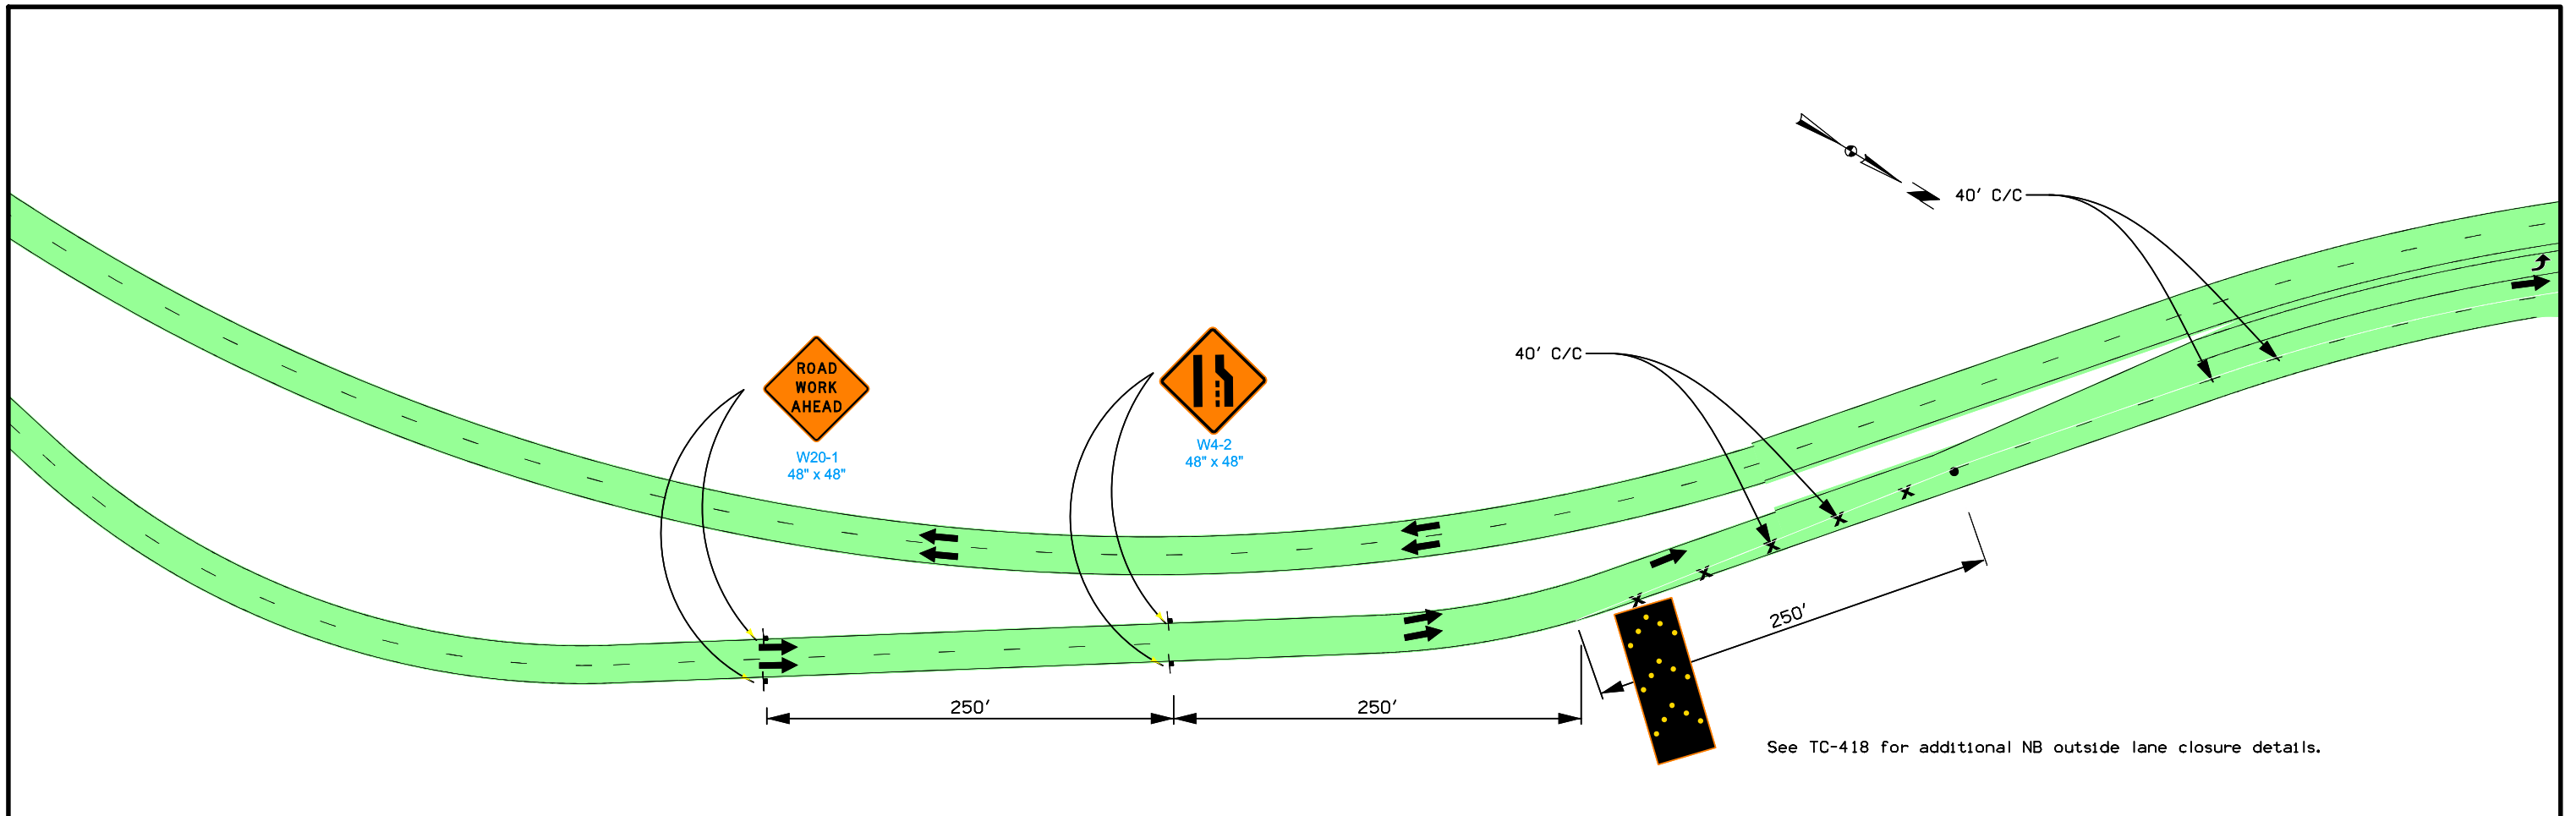 40' C/C
ROAD
WORK
AHEAD
W20-1
48" x 48"
W4-2
48" x 48"
40' C/C
250'
250'
250'
See TC-418 for additional NB outside lane closure details.